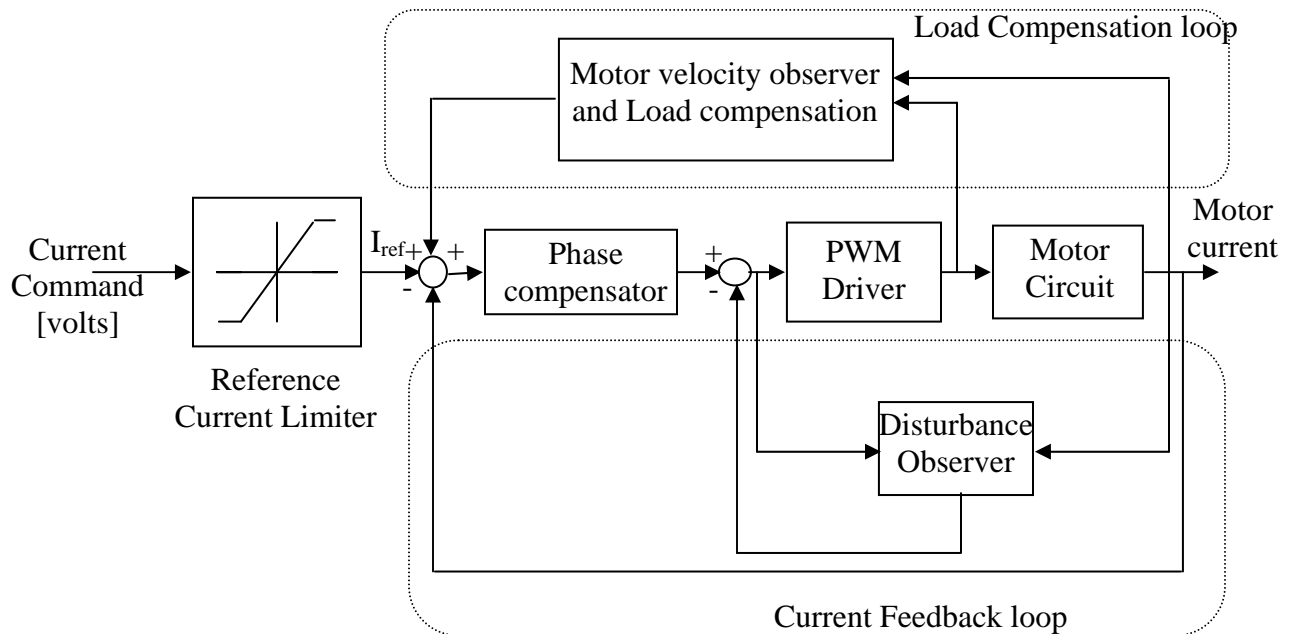 Load Compensation loop
Motor velocity observer
and Load compensation
Current
Command
[volts]
I_ref
+
+
-
Phase
compensator
+
-
PWM
Driver
Motor
Circuit
Motor
current
Reference
Current Limiter
Disturbance
Observer
Current Feedback loop